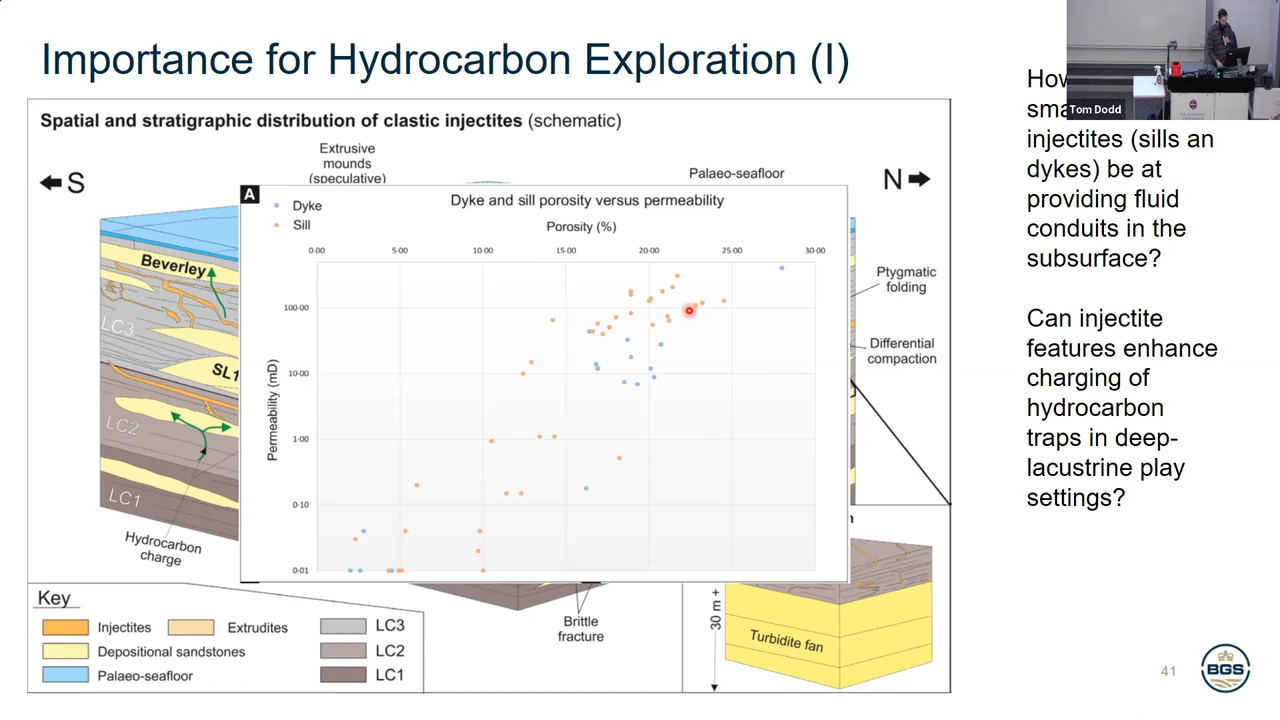 Importance for Hydrocarbon Exploration (I)
Tom Dodd
injectites (sills an
dykes) be at
providing fluid
conduits in the
subsurface?
Can injectite
features enhance
charging of
hydrocarbon
traps in deep-
lacustrine play
settings?
Spatial and stratigraphic distribution of clastic injectites (schematic)
S
Extrusive
mounds
(speculative)
Palaeo-seafloor
N
A
Dyke
Sill
Dyke and sill porosity versus permeability
Porosity (%)
0·00 5·00 10·00 15·00 20·00 25·00 30·00
100·00
10·00
1·00
0·10
0·01
Permeability (mD)
Beverley
LC3
SL1
LC2
LC1
Hydrocarbon
charge
Ptygmatic
folding
Differential
compaction
Brittle
fracture
30 m +
Turbidite fan
Key
Injectites
Extrudites
LC3
Depositional sandstones
LC2
Palaeo-seafloor
LC1
41
BGS